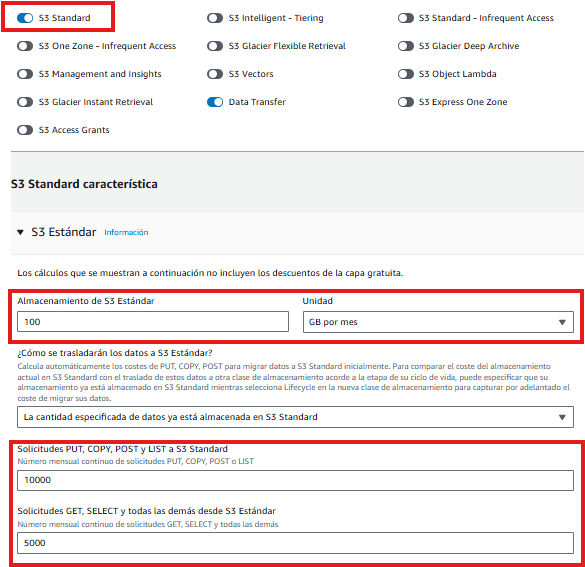 S3 Standard
S3 Intelligent - Tiering
S3 Standard - Infrequent Access
S3 One Zone - Infrequent Access
S3 Glacier Flexible Retrieval
S3 Glacier Deep Archive
S3 Management and Insights
S3 Vectors
S3 Object Lambda
S3 Glacier Instant Retrieval
Data Transfer
S3 Express One Zone
S3 Access Grants
S3 Standard característica
S3 Estándar Información
Los cálculos que se muestran a continuación no incluyen los descuentos de la capa gratuita.
Almacenamiento de S3 Estándar
100
Unidad
GB por mes
¿Cómo se trasladarán los datos a S3 Estándar?
Calcula automáticamente los costes de PUT, COPY, POST para migrar datos a S3 Standard inicialmente. Para comparar el coste del almacenamiento
actual en S3 Standard con el traslado de estos datos a otra clase de almacenamiento acorde a la etapa de su ciclo de vida, puede especificar que su
almacenamiento ya está almacenado en S3 Standard mientras selecciona Lifecycle en la nueva clase de almacenamiento para capturar por adelantado el
coste de migrar sus datos.
La cantidad especificada de datos ya está almacenada en S3 Standard
Solicitudes PUT, COPY, POST y LIST a S3 Standard
Número mensual continuo de solicitudes PUT, COPY, POST o LIST
10000
Solicitudes GET, SELECT y todas las demás desde S3 Estándar
Número mensual continuo de solicitudes GET, SELECT y todas las demás
5000